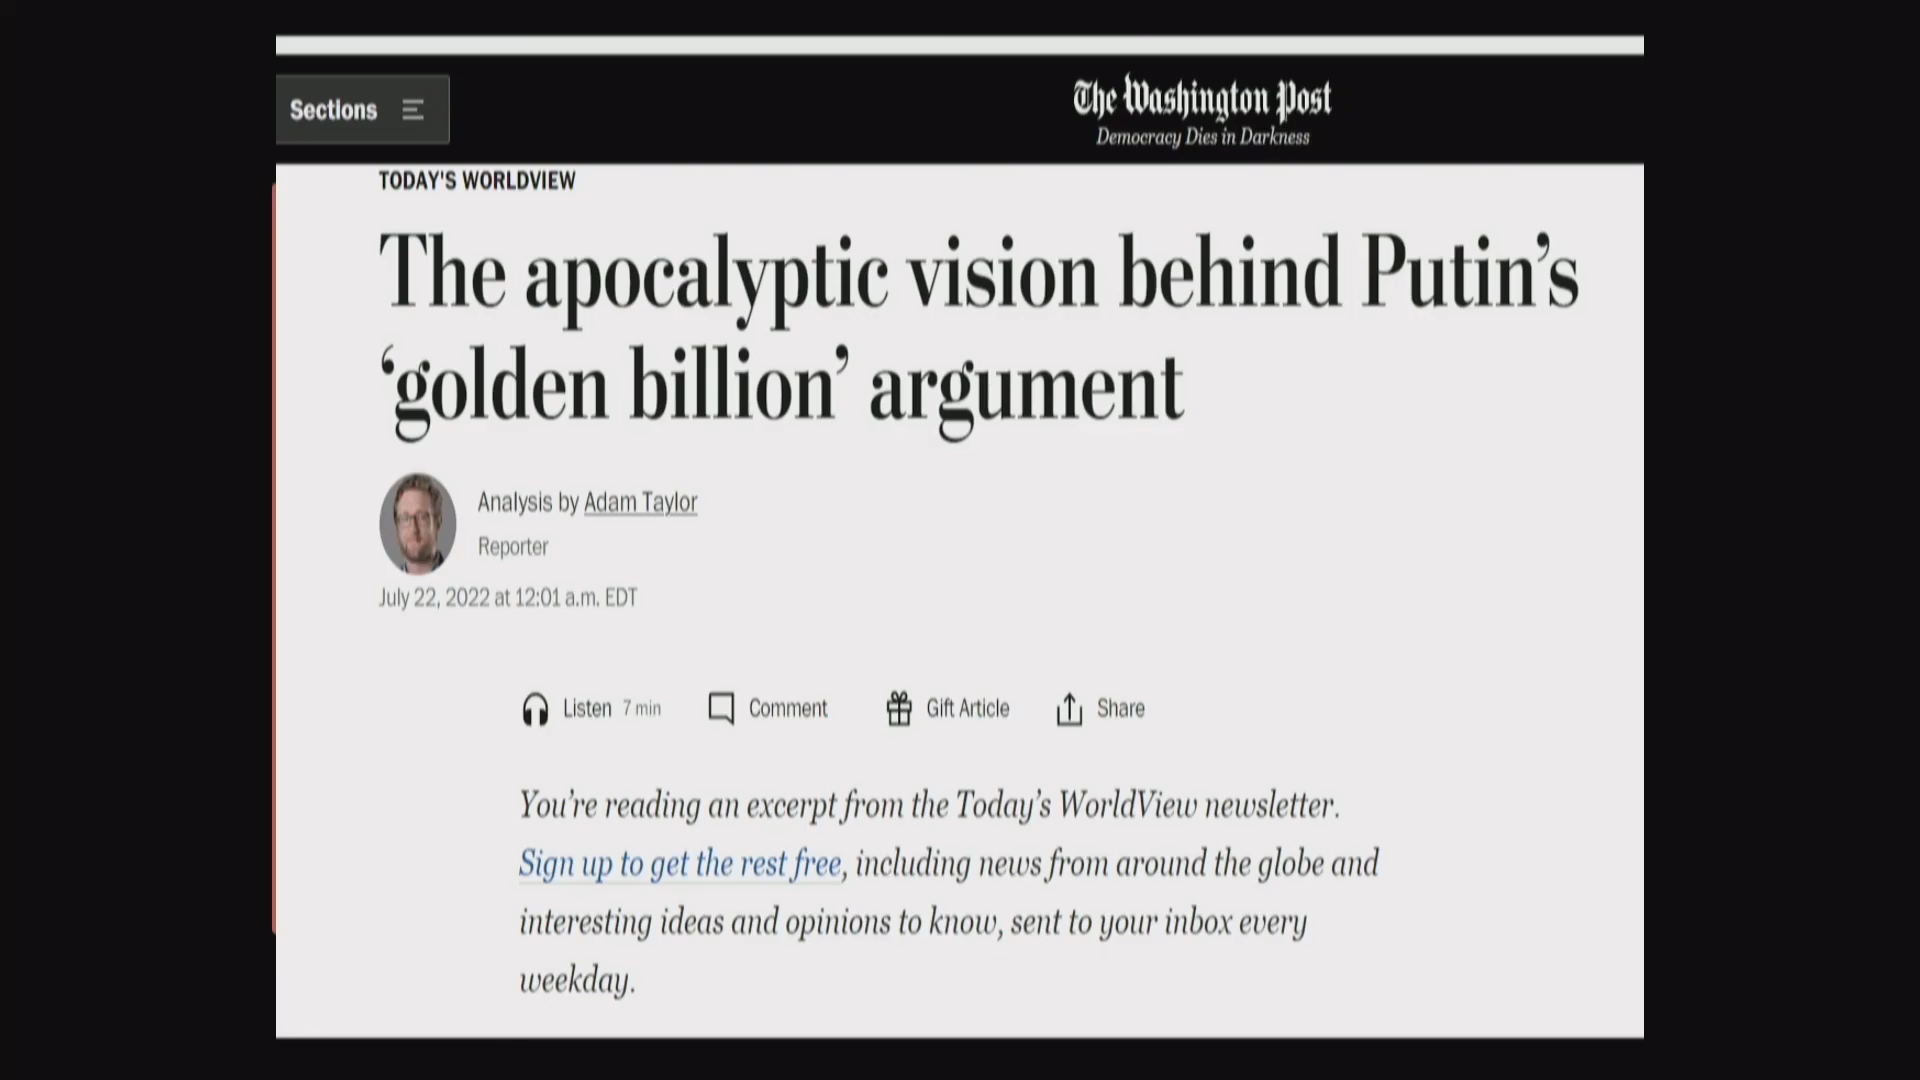 Sections
The Washington Post
Democracy Dies in Darkness
TODAY'S WORLDVIEW
The apocalyptic vision behind Putin’s
‘golden billion’ argument
Analysis by Adam Taylor
Reporter
July 22, 2022 at 12:01 a.m. EDT
Listen 7 min Comment Gift Article Share
You’re reading an excerpt from the Today’s WorldView newsletter.
Sign up to get the rest free, including news from around the globe and
interesting ideas and opinions to know, sent to your inbox every
weekday.